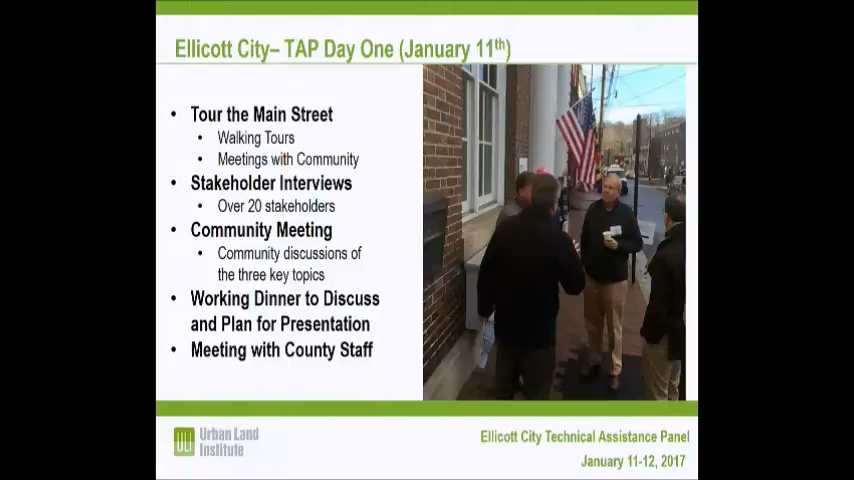 Ellicott City– TAP Day One (January 11th)
• Tour the Main Street
• Walking Tours
• Meetings with Community
• Stakeholder Interviews
• Over 20 stakeholders
• Community Meeting
• Community discussions of
the three key topics
• Working Dinner to Discuss
and Plan for Presentation
• Meeting with County Staff
ULI Urban Land
Institute
Ellicott City Technical Assistance Panel
January 11-12, 2017